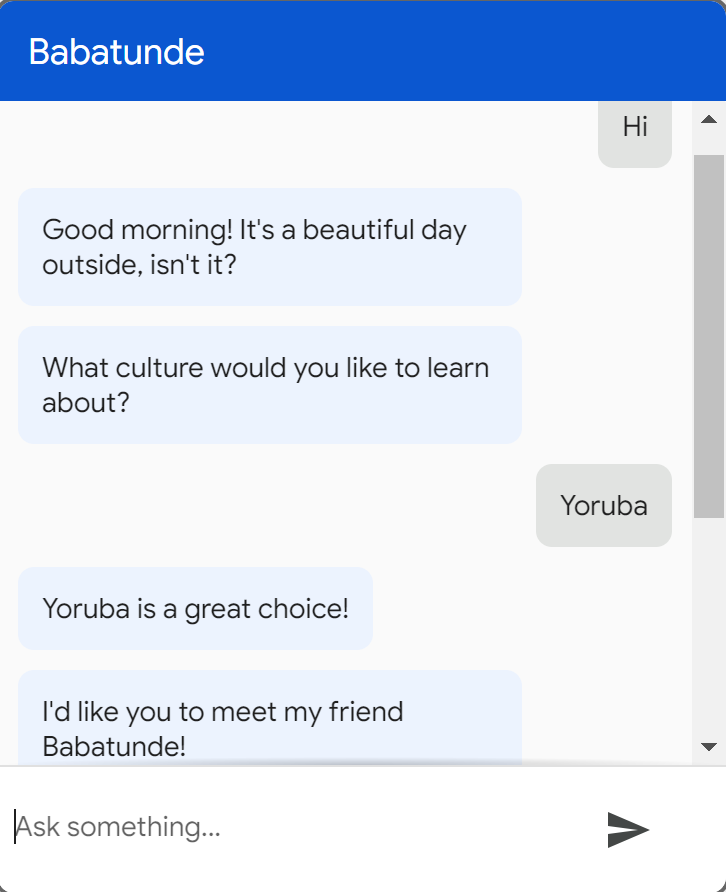 Babatunde
Hi
Good morning! It's a beautiful day
outside, isn't it?
What culture would you like to learn
about?
Yoruba
Yoruba is a great choice!
I'd like you to meet my friend
Babatunde!
Ask something...